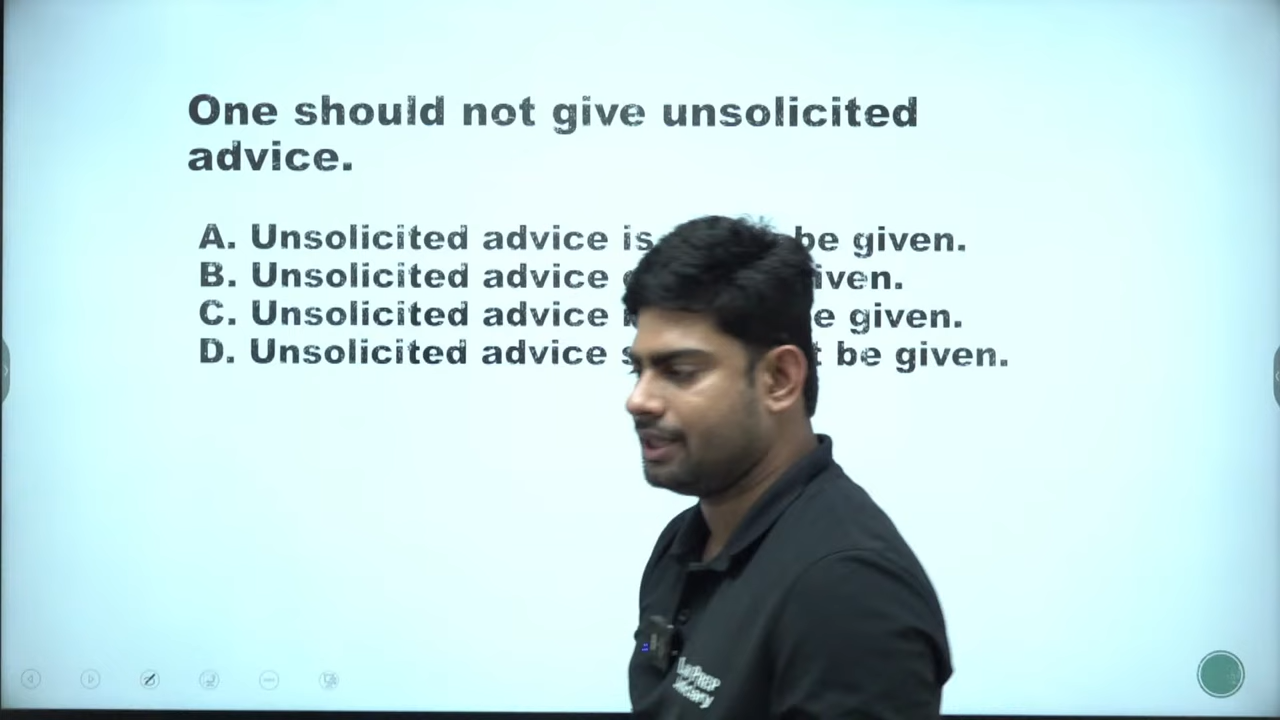 One should not give unsolicited
advice.
A. Unsolicited advice is be given.
B. Unsolicited advice
C. Unsolicited advice given.
D. Unsolicited advice be given.